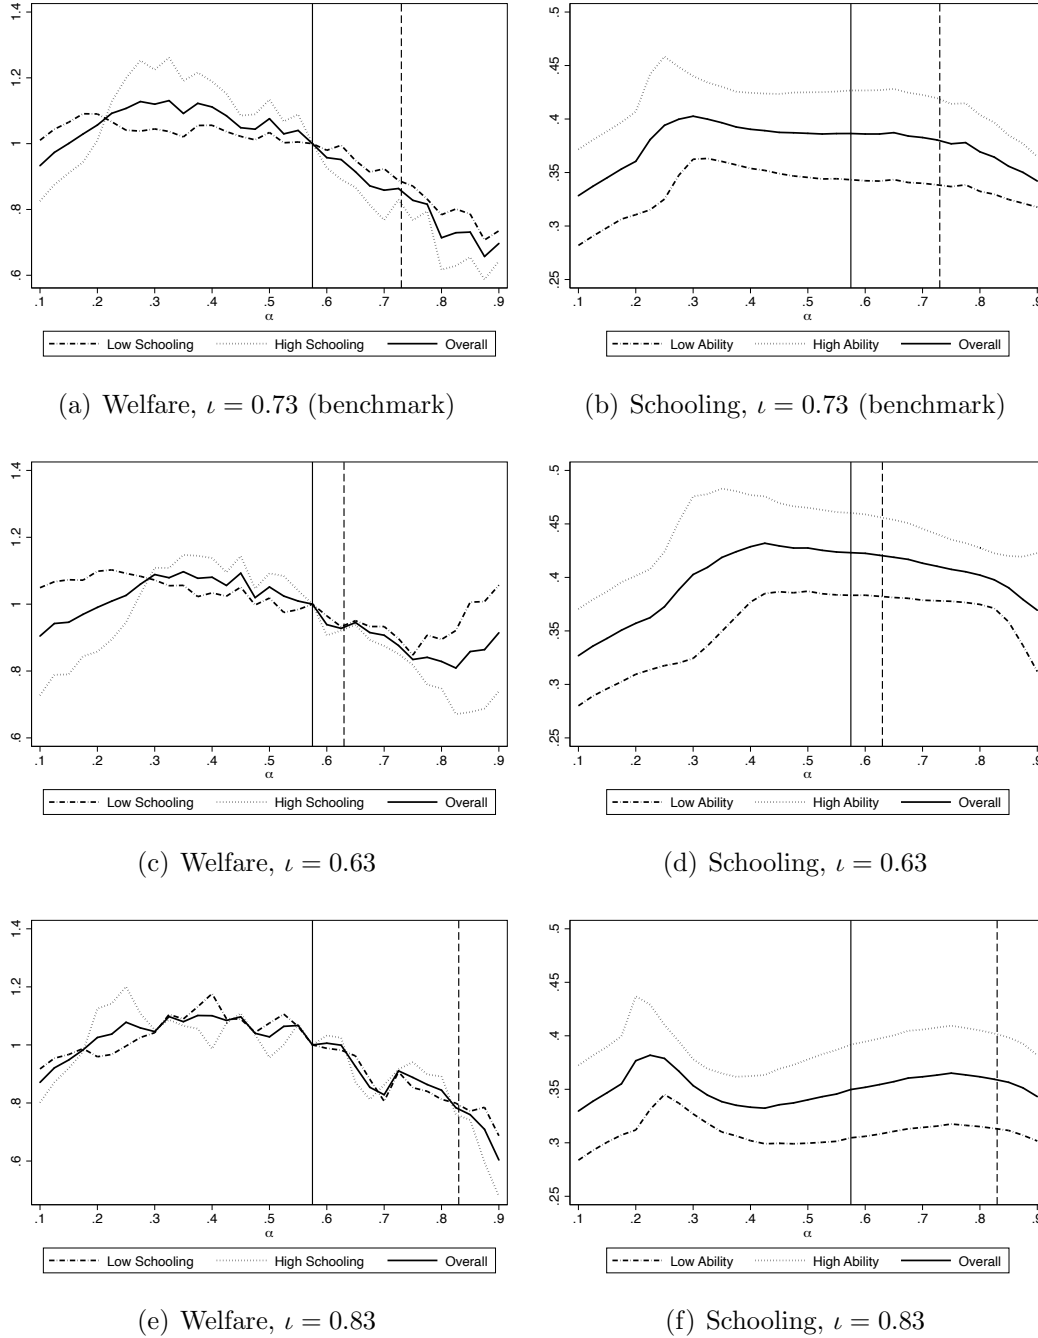 1.4
1.2
1
.8
.6
.1 .2 .3 .4 .5 .6 .7 .8 .9
α
Low Schooling High Schooling Overall
(a) Welfare, ι = 0.73 (benchmark)
.5
.45
.4
.35
.3
.25
.1 .2 .3 .4 .5 .6 .7 .8 .9
α
Low Ability High Ability Overall
(b) Schooling, ι = 0.73 (benchmark)
1.4
1.2
1
.8
.6
.1 .2 .3 .4 .5 .6 .7 .8 .9
α
Low Schooling High Schooling Overall
(c) Welfare, ι = 0.63
.5
.45
.4
.35
.3
.25
.1 .2 .3 .4 .5 .6 .7 .8 .9
α
Low Ability High Ability Overall
(d) Schooling, ι = 0.63
1.4
1.2
1
.8
.6
.1 .2 .3 .4 .5 .6 .7 .8 .9
α
Low Schooling High Schooling Overall
(e) Welfare, ι = 0.83
.5
.45
.4
.35
.3
.25
.1 .2 .3 .4 .5 .6 .7 .8 .9
α
Low Ability High Ability Overall
(f) Schooling, ι = 0.83